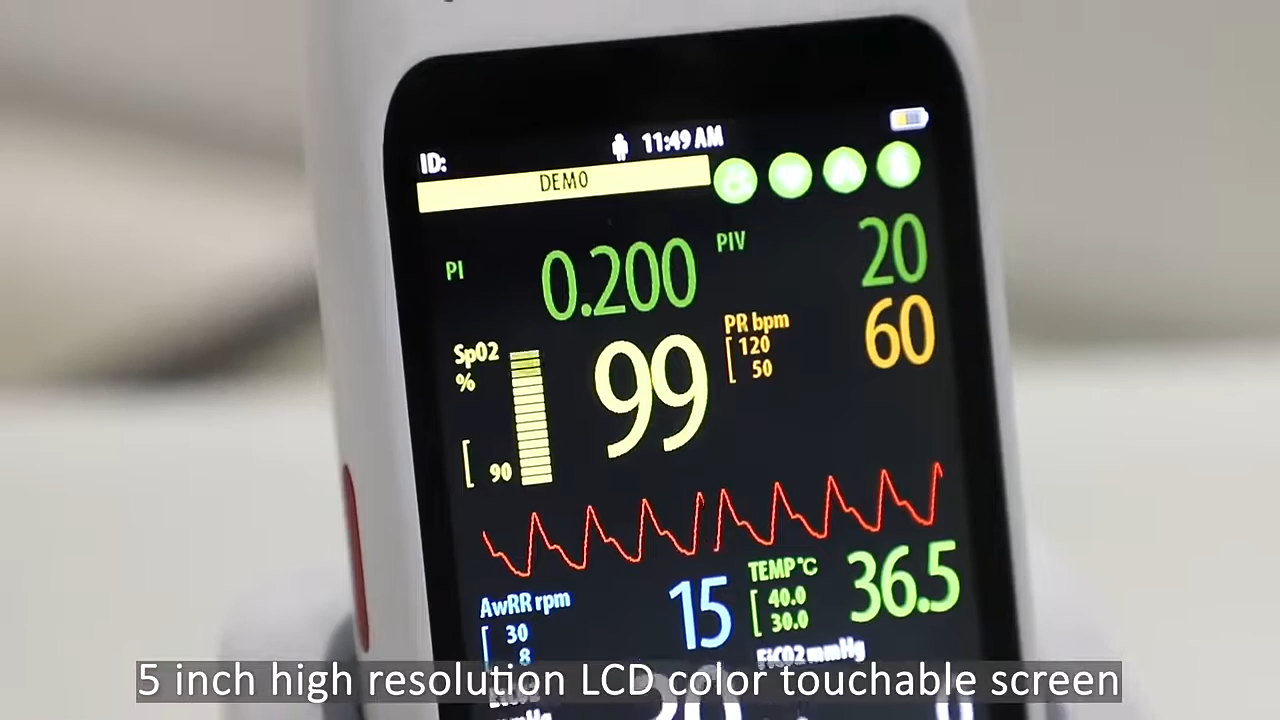 ID:
11:49 AM
DEMO
PI
0.200
PIV
20
SpO2
%
90
99
PR bpm
120
50
60
AwRR rpm
30
8
15
TEMP°C
40.0
30.0
36.5
EtCO2
mmHg
FiCO2 mmHg
5 inch high resolution LCD color touchable screen